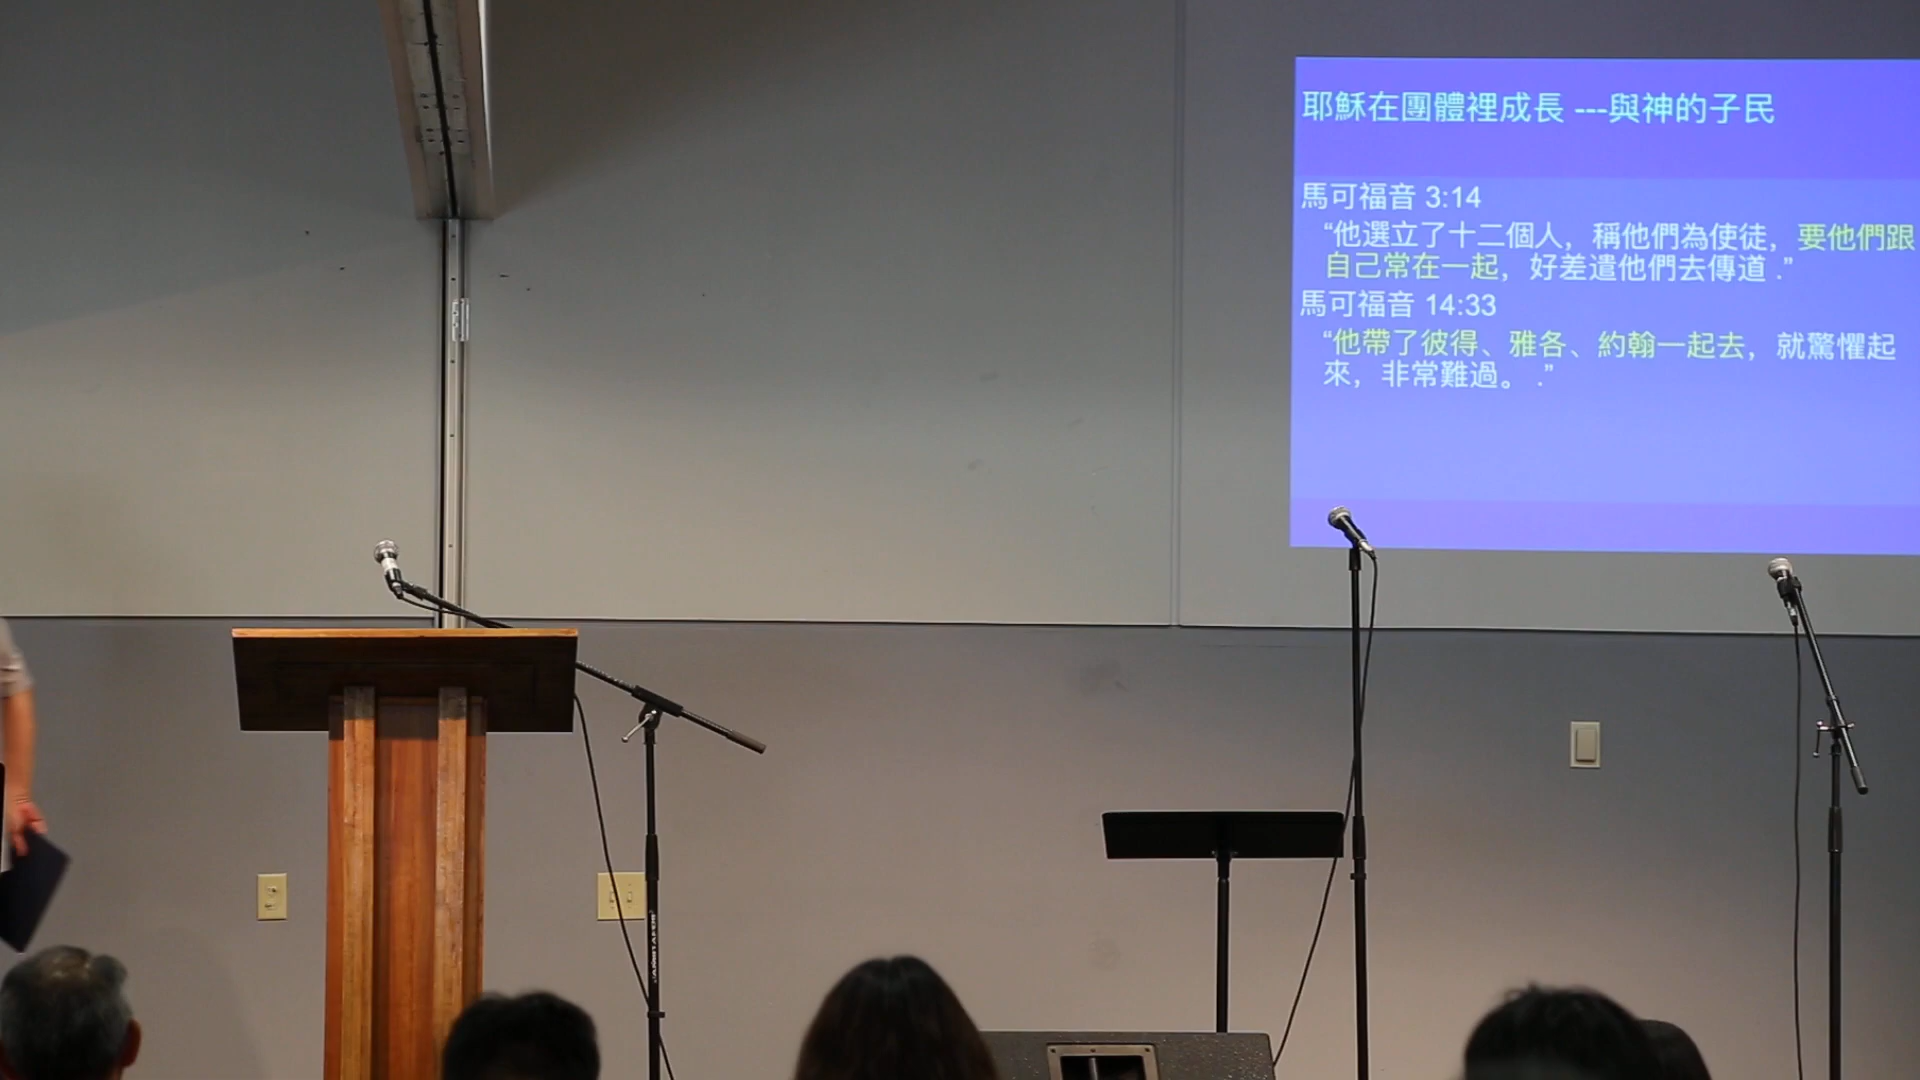 耶穌在團體裡成長 ---與神的子民
馬可福音 3:14
“他選立了十二個人，稱他們為使徒，要他們跟
自己常在一起，好差遣他們去傳道 .”
馬可福音 14:33
“他帶了彼得、雅各、約翰一起去，就驚懼起
來，非常難過。 .”